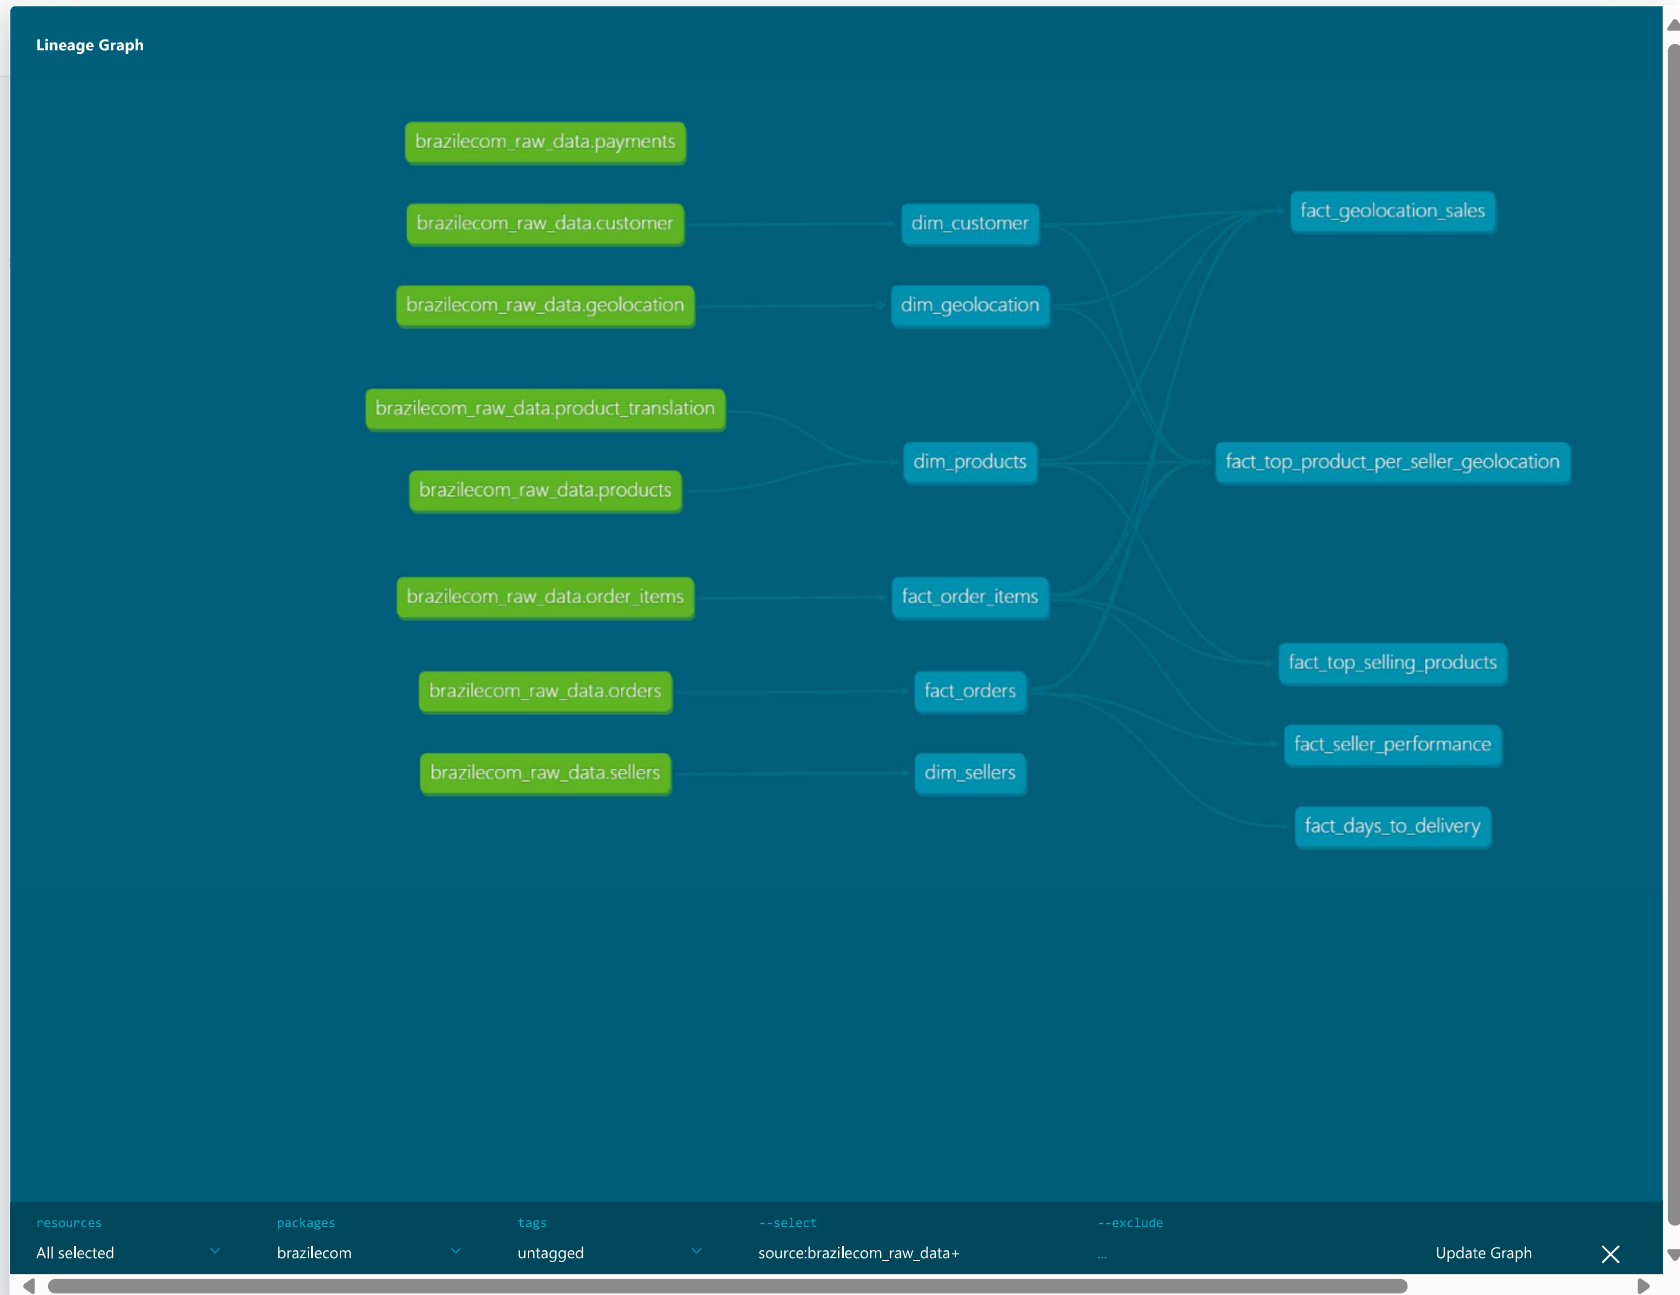 Lineage Graph
brazilecom_raw_data.payments
brazilecom_raw_data.customer
dim_customer
fact_geolocation_sales
brazilecom_raw_data.geolocation
dim_geolocation
brazilecom_raw_data.product_translation
dim_products
fact_top_product_per_seller_geolocation
brazilecom_raw_data.products
brazilecom_raw_data.order_items
fact_order_items
fact_top_selling_products
brazilecom_raw_data.orders
fact_orders
fact_seller_performance
brazilecom_raw_data.sellers
dim_sellers
fact_days_to_delivery
resources
packages
tags
--select
--exclude
All selected
brazilecom
untagged
source:brazilecom_raw_data+
...
Update Graph